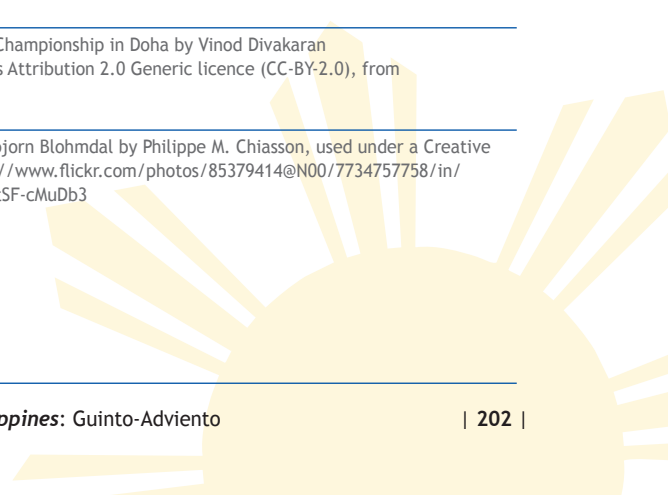 Championship in Doha by Vinod Divakaran
s Attribution 2.0 Generic licence (CC-BY-2.0), from
bjorn Blohmdal by Philippe M. Chiasson, used under a Creative
//www.flickr.com/photos/85379414@N00/7734757758/in/
SF-cMuDb3
ppines: Guinto-Adviento | 202 |